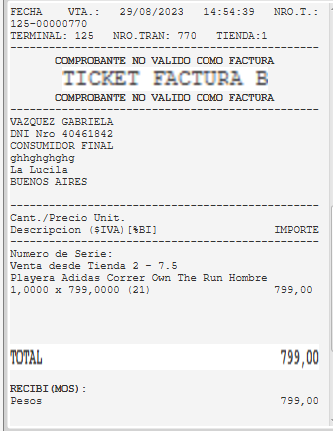 FECHA VTA.: 29/08/2023 14:54:39 NRO.T.:
125-00000770
TERMINAL: 125 NRO.TRAN: 770 TIENDA:1
COMPROBANTE NO VALIDO COMO FACTURA
TICKET FACTURA B
COMPROBANTE NO VALIDO COMO FACTURA
VAZQUEZ GABRIELA
DNI Nro 40461842
CONSUMIDOR FINAL
ghhghghghg
La Lucila
BUENOS AIRES
Cant./Precio Unit.
Descripcion ($IVA)[%BI] IMPORTE
Numero de Serie:
Venta desde Tienda 2 - 7.5
Playera Adidas Correr Own The Run Hombre
1,0000 x 799,0000 (21) 799,00
TOTAL 799,00
RECIBI(MOS):
Pesos 799,00